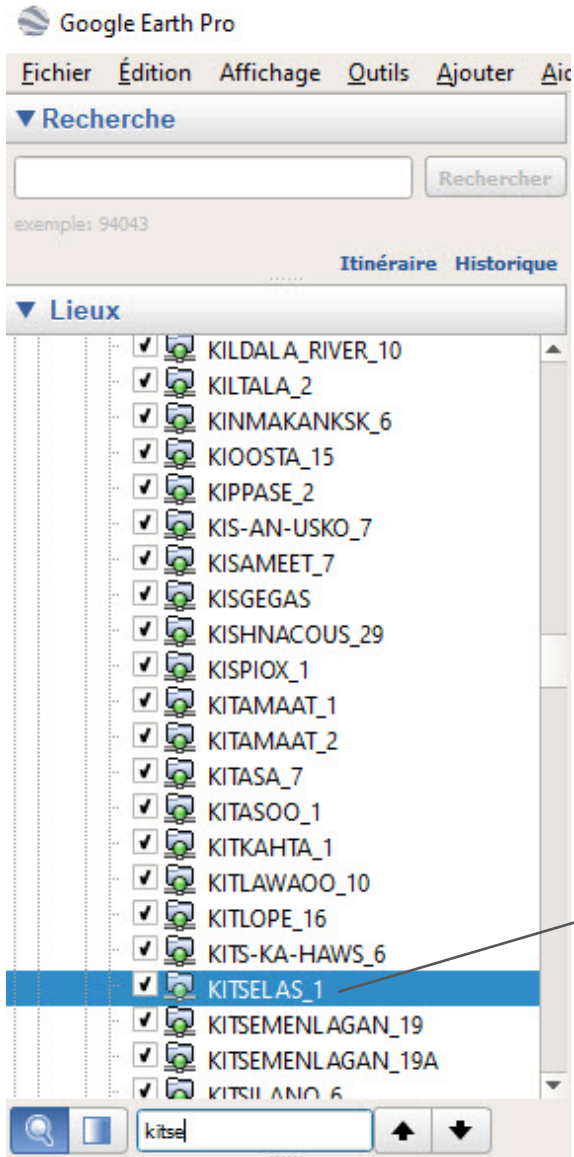 Google Earth Pro
Fichier Édition Affichage Outils Ajouter
Recherche
Rechercher
exemple: 94043
Itinéraire Historique
Lieux
KILDALA_RIVER_10
KILTALA_2
KINMAKANKSK_6
KIOOSTA_15
KIPPASE_2
KIS-AN-USKO_7
KISAMEET_7
KISGEGAS
KISHNACOUS_29
KISPIOX_1
KITAMAAT_1
KITAMAAT_2
KITASA_7
KITASOO_1
KITKAHTA_1
KITLAWAOO_10
KITLOPE_16
KITS-KA-HAWS_6
KITSELAS_1
KITSEMENLAGAN_19
KITSEMENLAGAN_19A
KITSILANO_6
kitse